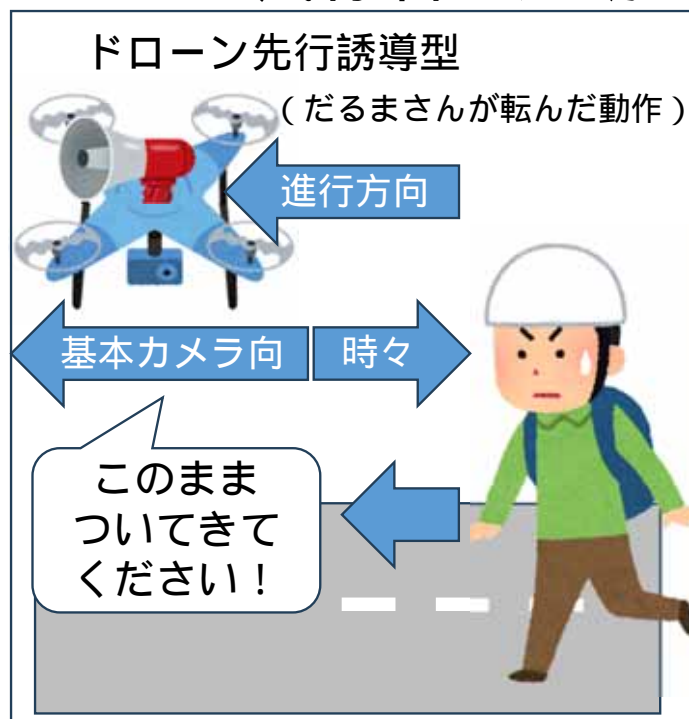 ドローン先行誘導型
(だるまさんが転んだ動作)
進行方向
基本カメラ向
時々
このまま
ついてきて
ください！